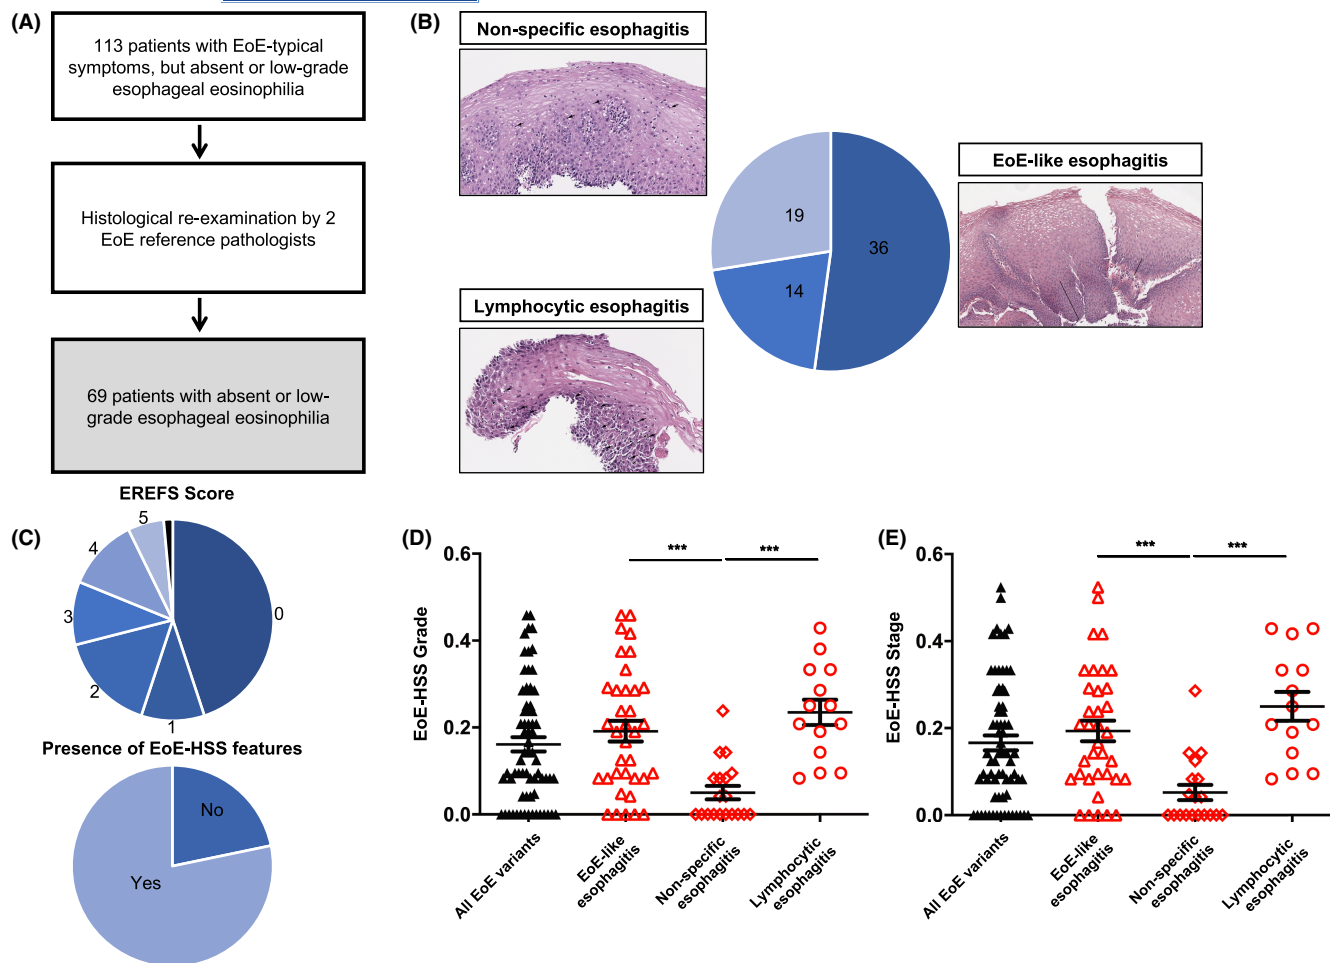 (A)
113 patients with EoE-typical
symptoms, but absent or low-grade
esophageal eosinophilia
Histological re-examination by 2
EoE reference pathologists
69 patients with absent or low-
grade esophageal eosinophilia
(B)
Non-specific esophagitis
EoE-like esophagitis
Lymphocytic esophagitis
19
36
14
(C)
EREFS Score
5
4
3
2
1
0
Presence of EoE-HSS features
No
Yes
(D)
EoE-HSS Grade
0.6
0.4
0.2
0.0
***
***
All EoE variants
EoE-like
esophagitis
Non-specific
esophagitis
Lymphocytic
esophagitis
(E)
EoE-HSS Stage
0.6
0.4
0.2
0.0
***
***
All EoE variants
EoE-like
esophagitis
Non-specific
esophagitis
Lymphocytic
esophagitis